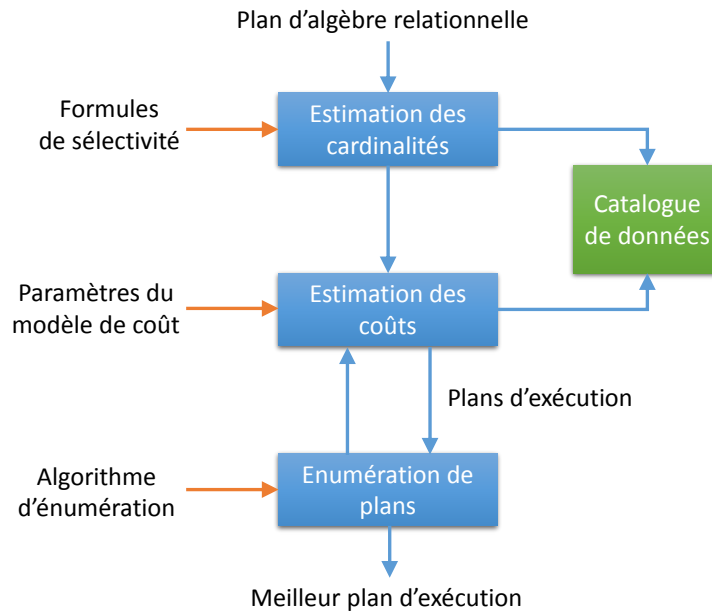 Plan d'algèbre relationnelle
Formules
de sélectivité
Estimation des
cardinalités
Catalogue
de données
Paramètres du
modèle de coût
Estimation des
coûts
Plans d'exécution
Algorithme
d'énumération
Enumération de
plans
Meilleur plan d'exécution